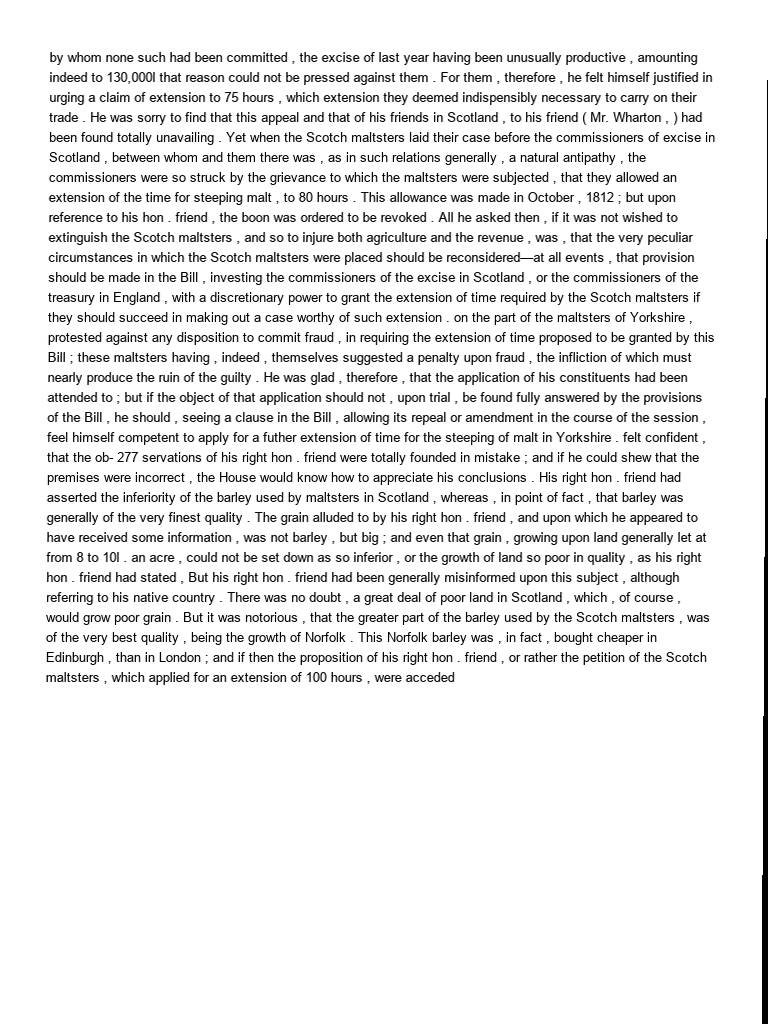 by whom none such had been committed , the excise of last year having been unusually productive , amounting
indeed to 130,000l that reason could not be pressed against them . For them , therefore , he felt himself justified in
urging a claim of extension to 75 hours , which extension they deemed indispensibly necessary to carry on their
trade . He was sorry to find that this appeal and that of his friends in Scotland , to his friend ( Mr. Wharton , ) had
been found totally unavailing . Yet when the Scotch maltsters laid their case before the commissioners of excise in
Scotland , between whom and them there was , as in such relations generally , a natural antipathy , the
commissioners were so struck by the grievance to which the maltsters were subjected , that they allowed an
extension of the time for steeping malt , to 80 hours . This allowance was made in October , 1812 ; but upon
reference to his hon . friend , the boon was ordered to be revoked . All he asked then , if it was not wished to
extinguish the Scotch maltsters , and so to injure both agriculture and the revenue , was , that the very peculiar
circumstances in which the Scotch maltsters were placed should be reconsidered—at all events , that provision
should be made in the Bill , investing the commissioners of the excise in Scotland , or the commissioners of the
treasury in England , with a discretionary power to grant the extension of time required by the Scotch maltsters if
they should succeed in making out a case worthy of such extension . on the part of the maltsters of Yorkshire ,
protested against any disposition to commit fraud , in requiring the extension of time proposed to be granted by this
Bill ; these maltsters having , indeed , themselves suggested a penalty upon fraud , the infliction of which must
nearly produce the ruin of the guilty . He was glad , therefore , that the application of his constituents had been
attended to ; but if the object of that application should not , upon trial , be found fully answered by the provisions
of the Bill , he should , seeing a clause in the Bill , allowing its repeal or amendment in the course of the session ,
feel himself competent to apply for a futher extension of time for the steeping of malt in Yorkshire . felt confident ,
that the ob- 277 servations of his right hon . friend were totally founded in mistake ; and if he could shew that the
premises were incorrect , the House would know how to appreciate his conclusions . His right hon . friend had
asserted the inferiority of the barley used by maltsters in Scotland , whereas , in point of fact , that barley was
generally of the very finest quality . The grain alluded to by his right hon . friend , and upon which he appeared to
have received some information , was not barley , but big ; and even that grain , growing upon land generally let at
from 8 to 10l . an acre , could not be set down as so inferior , or the growth of land so poor in quality , as his right
hon . friend had stated , But his right hon . friend had been generally misinformed upon this subject , although
referring to his native country . There was no doubt , a great deal of poor land in Scotland , which , of course ,
would grow poor grain . But it was notorious , that the greater part of the barley used by the Scotch maltsters , was
of the very best quality , being the growth of Norfolk . This Norfolk barley was , in fact , bought cheaper in
Edinburgh , than in London ; and if then the proposition of his right hon . friend , or rather the petition of the Scotch
maltsters , which applied for an extension of 100 hours , were acceded